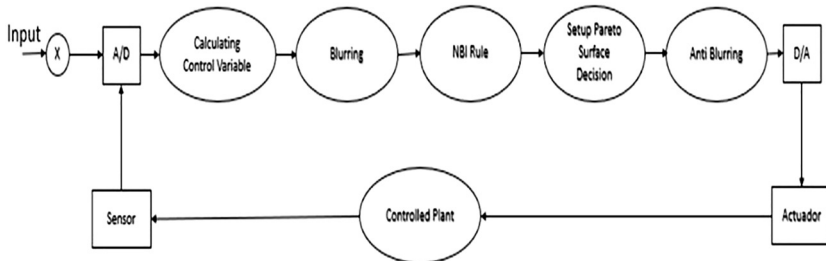 Input
X
A/D
Calculating
Control Variable
Blurring
NBI Rule
Setup Pareto
Surface
Decision
Anti Blurring
D/A
Sensor
Controlled Plant
Actuador